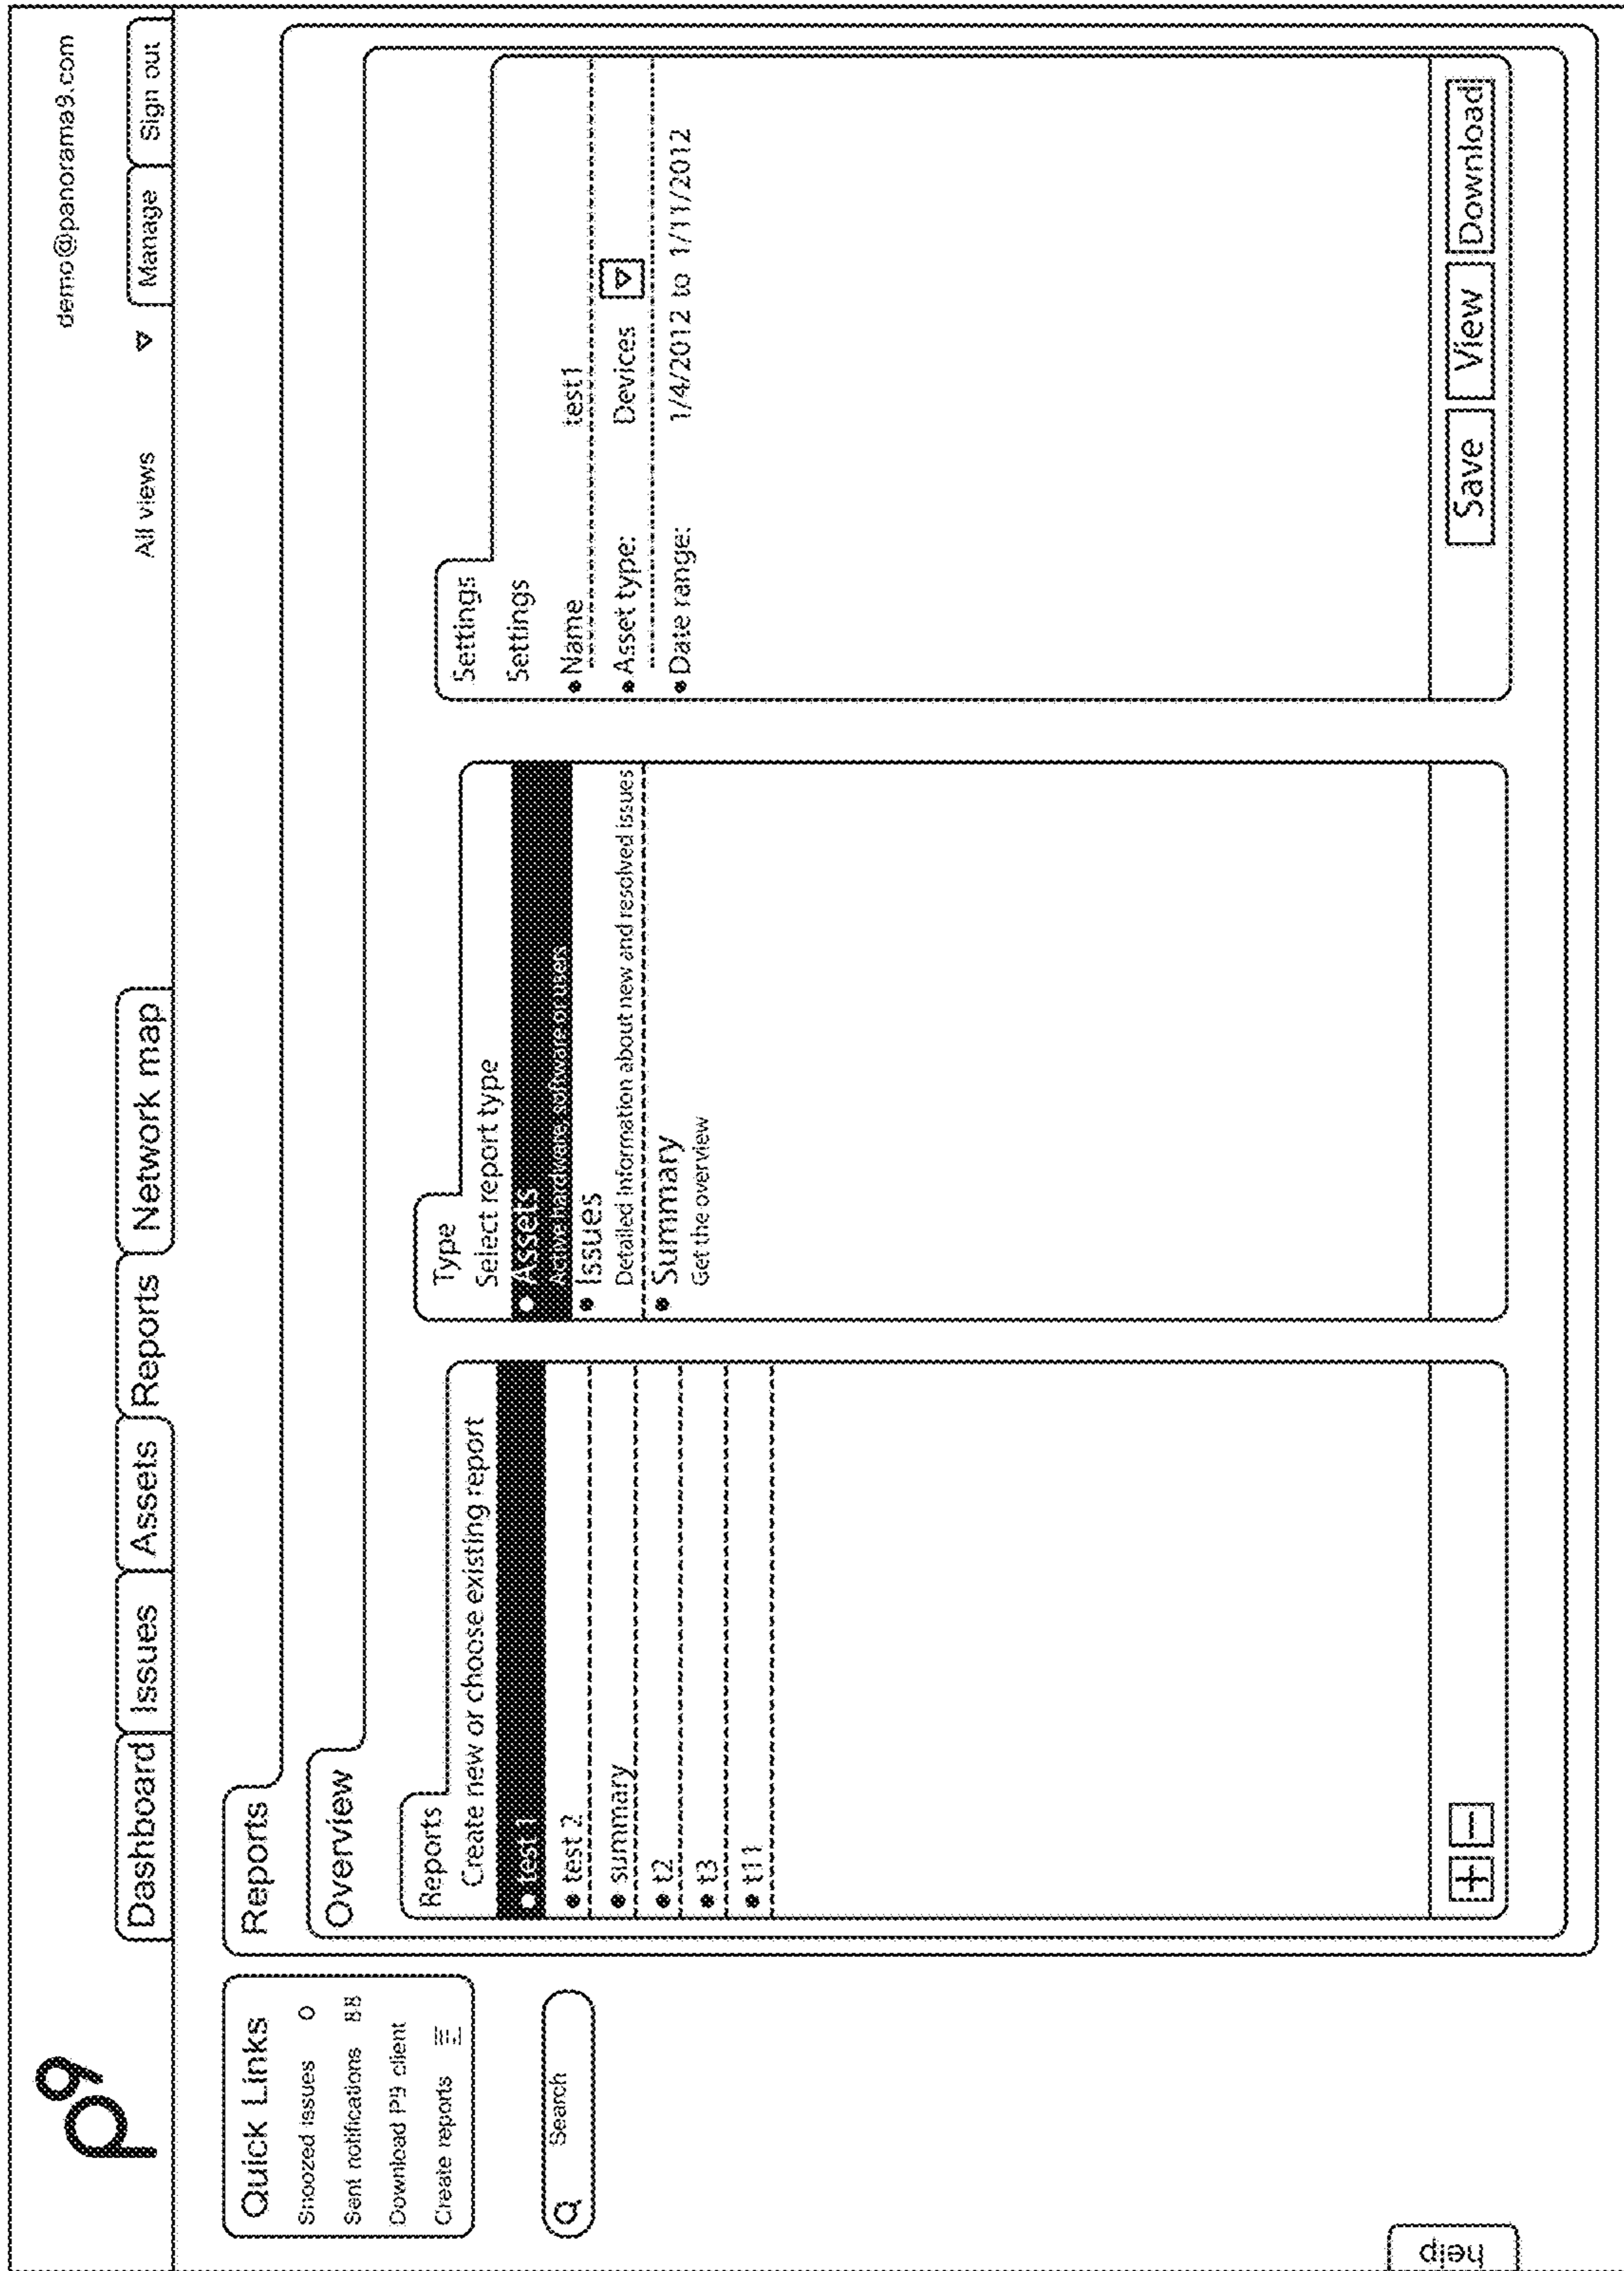 p9
demo@panorama9.com
Dashboard Issues Assets Reports Network map All views Manage Sign out
Quick Links
Snoozed issues 0
Sent notifications 88
Download P9 client
Create reports
Search
help
Reports
Overview
Reports
Create new or choose existing report
• test 1
• test 2
• summary
• t2
• t3
• t11
+ −
Type
Select report type
• Assets
Active hardware, software or users
• Issues
Detailed information about new and resolved issues
• Summary
Get the overview
Settings
Settings
• Name test1
• Asset type: Devices
• Date range: 1/4/2012 to 1/11/2012
Save View Download